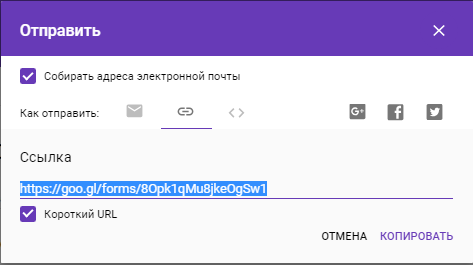 Отправить
Собирать адреса электронной почты
Как отправить:
Ссылка
https://goo.gl/forms/8Opk1qMu8jkeOgSw1
Короткий URL
ОТМЕНА КОПИРОВАТЬ